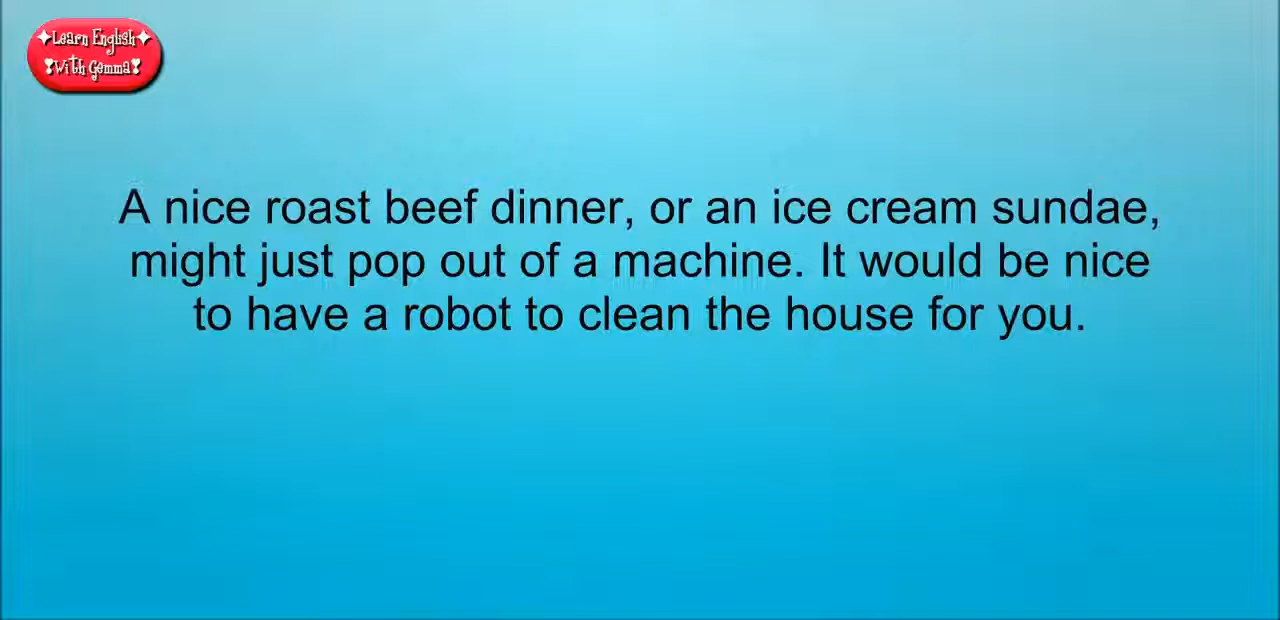 Learn English
With Gemma
A nice roast beef dinner, or an ice cream sundae,
might just pop out of a machine. It would be nice
to have a robot to clean the house for you.